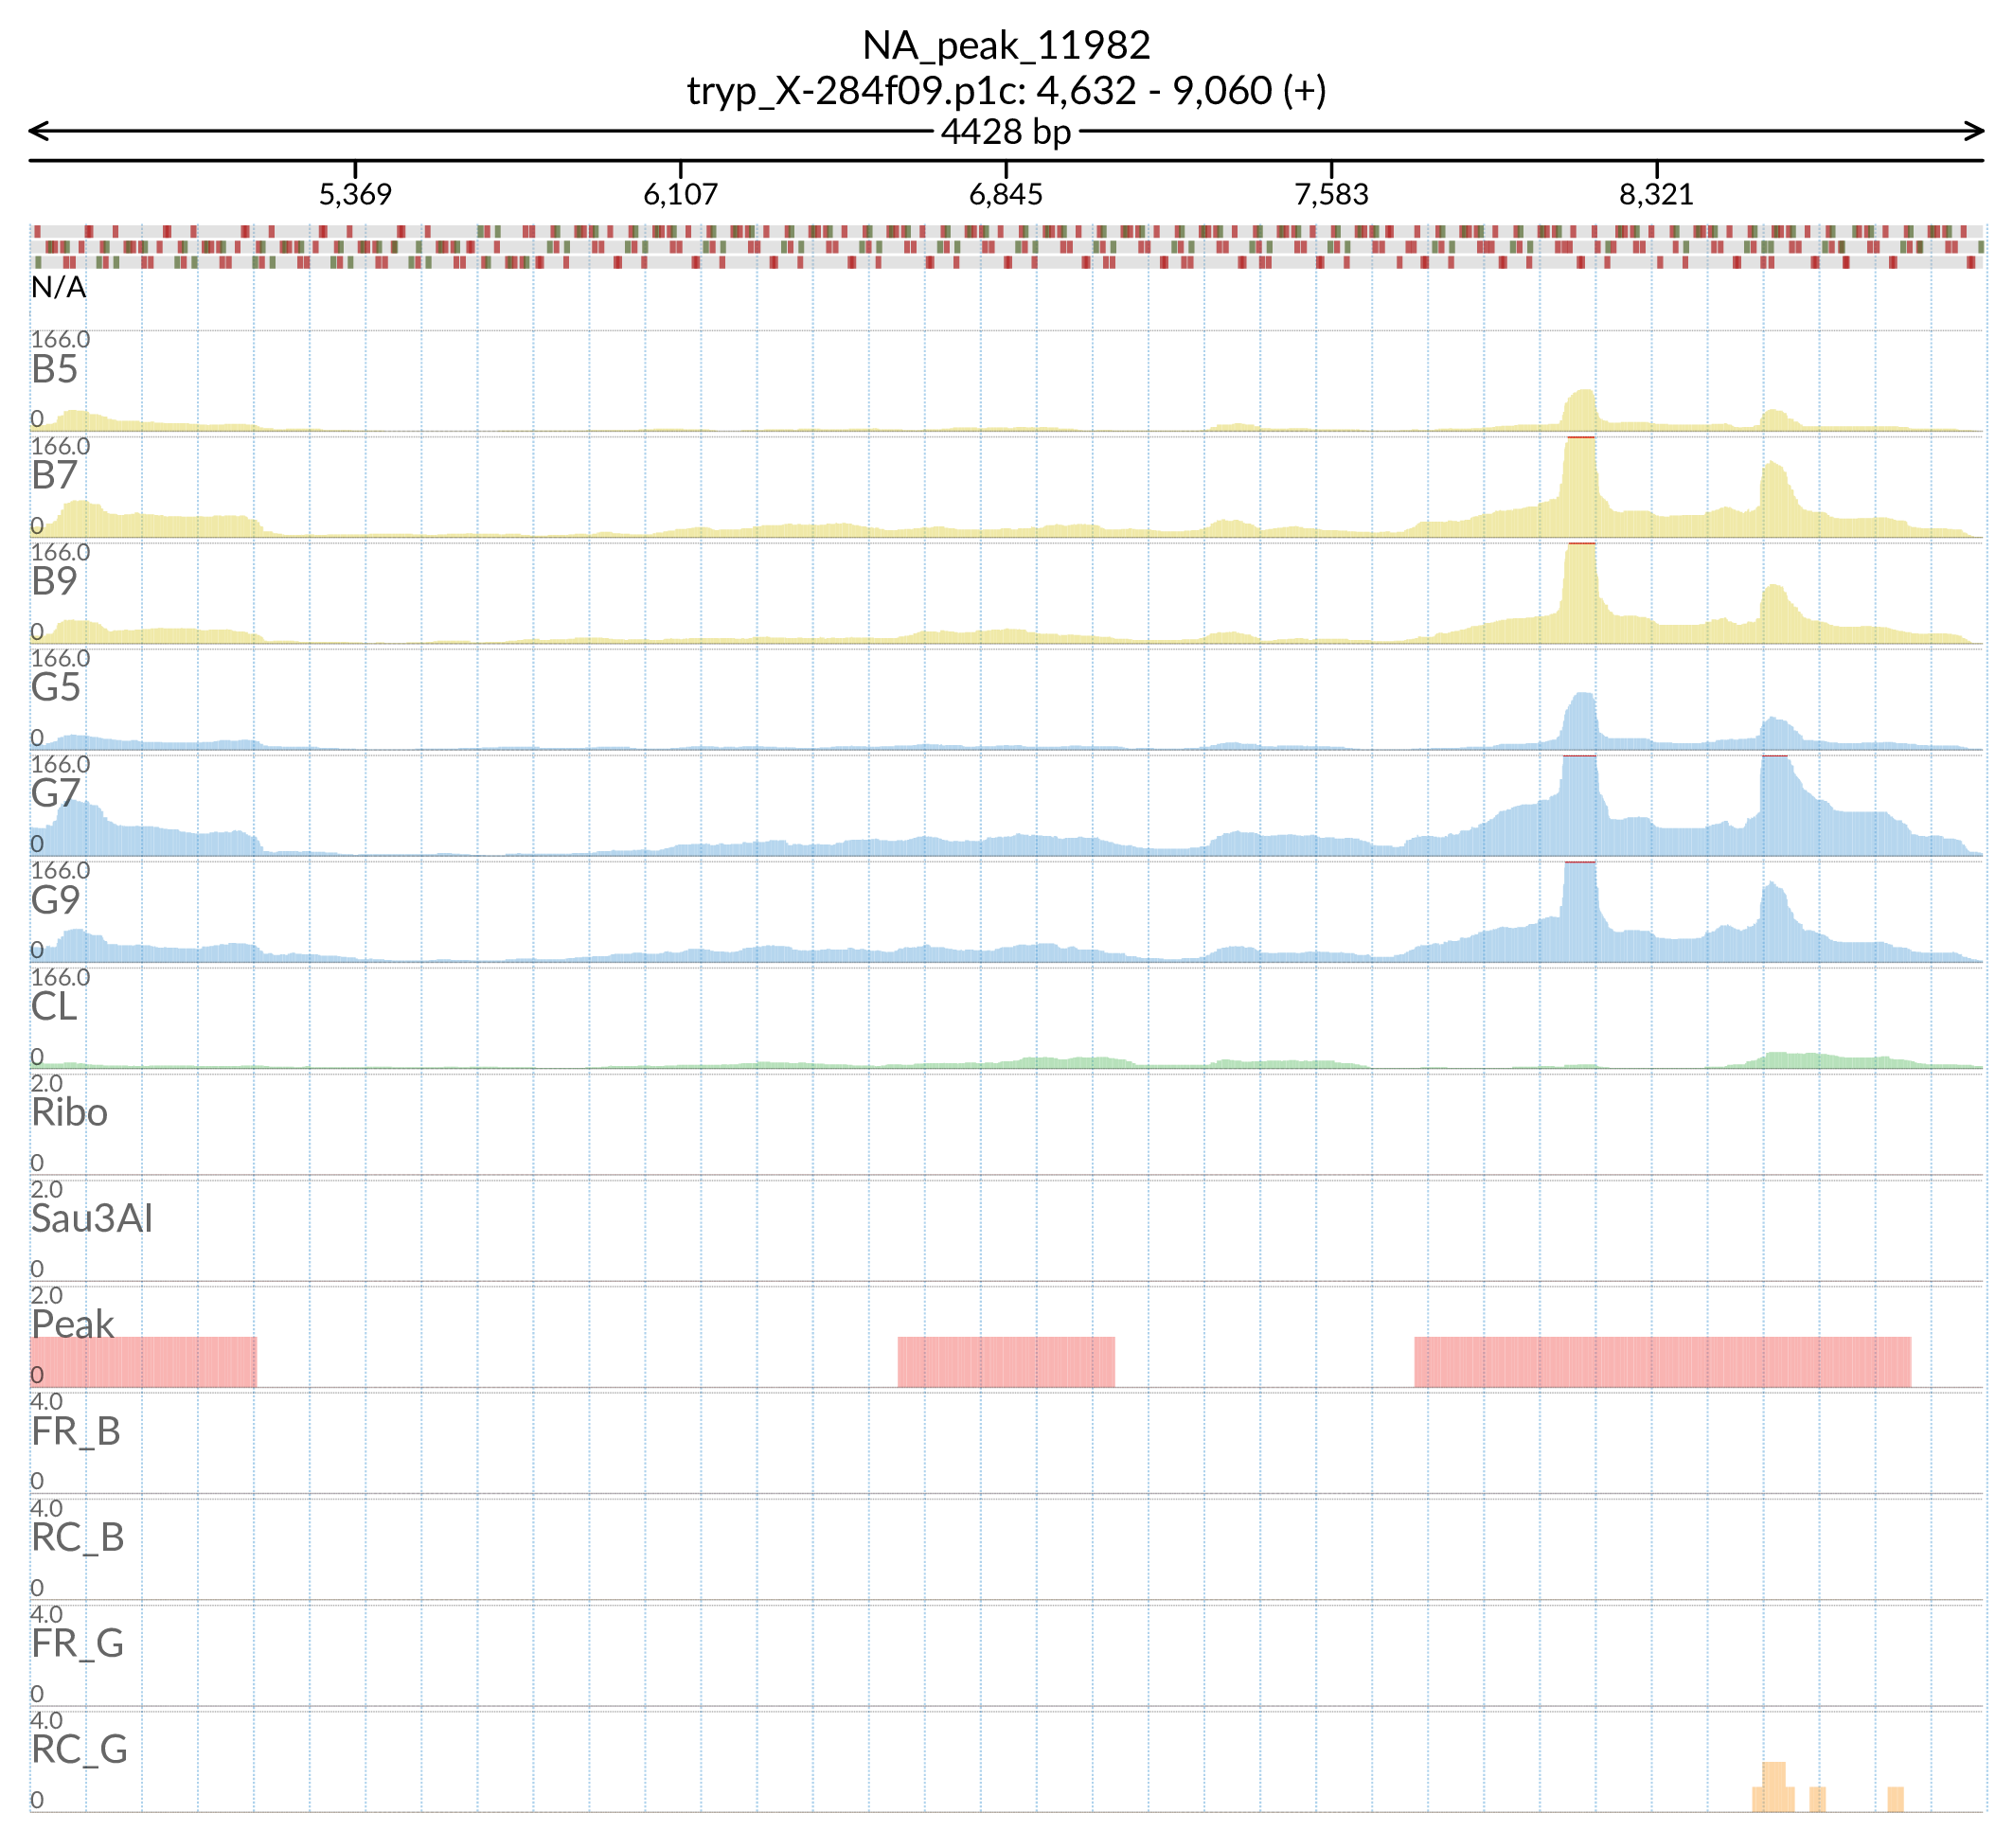 NA_peak_11982
tryp_X-284f09.p1c: 4,632 - 9,060 (+)
4428 bp
5,369 6,107 6,845 7,583 8,321
N/A
166.0
B5
0
166.0
B7
0
166.0
B9
0
166.0
G5
0
166.0
G7
0
166.0
G9
0
166.0
CL
0
2.0
Ribo
0
2.0
Sau3AI
0
2.0
Peak
0
4.0
FR_B
0
4.0
RC_B
0
4.0
FR_G
0
4.0
RC_G
0